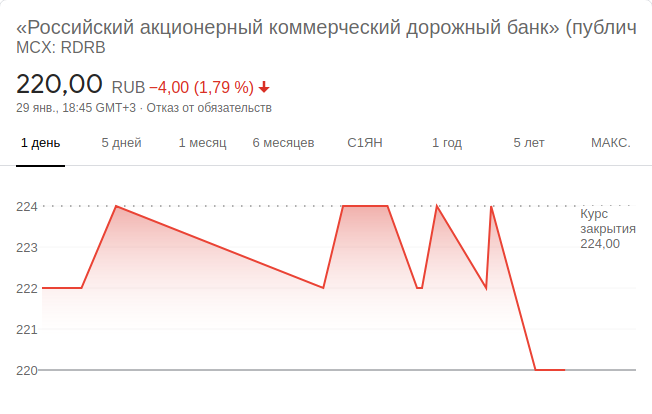 «Российский акционерный коммерческий дорожный банк» (публич
MCX: RDRB
220,00 RUB −4,00 (1,79 %)
29 янв., 18:45 GMT+3 · Отказ от обязательств
1 день 5 дней 1 месяц 6 месяцев С1ЯН 1 год 5 лет МАКС.
224
Курс
закрытия
224,00
223
222
221
220